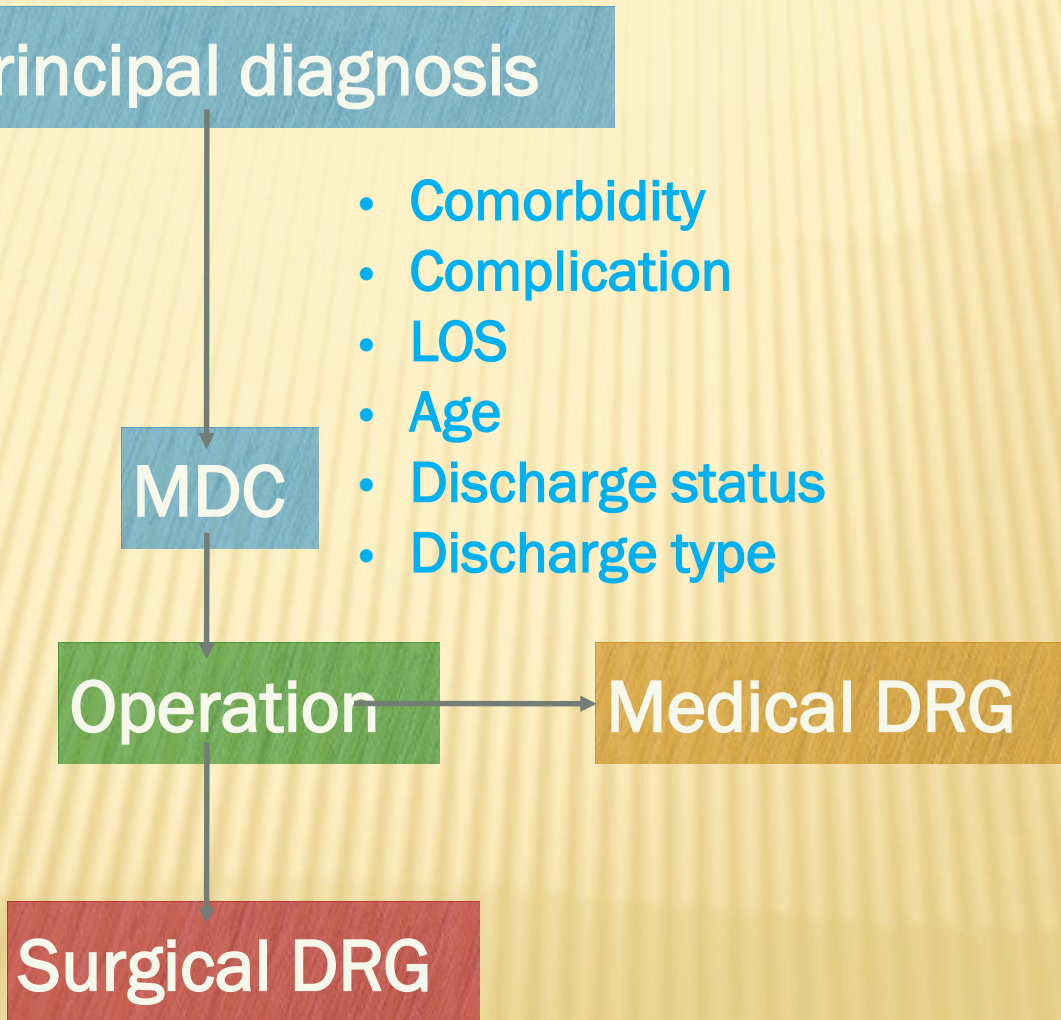 rincipal diagnosis
• Comorbidity
• Complication
• LOS
• Age
• Discharge status
• Discharge type
MDC
Operation
Medical DRG
Surgical DRG